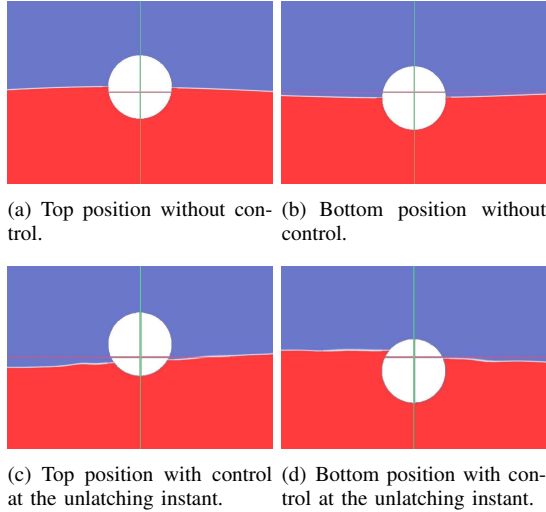 (a) Top position without con-
trol.
(b) Bottom position without
control.
(c) Top position with control
at the unlatching instant.
(d) Bottom position with con-
trol at the unlatching instant.